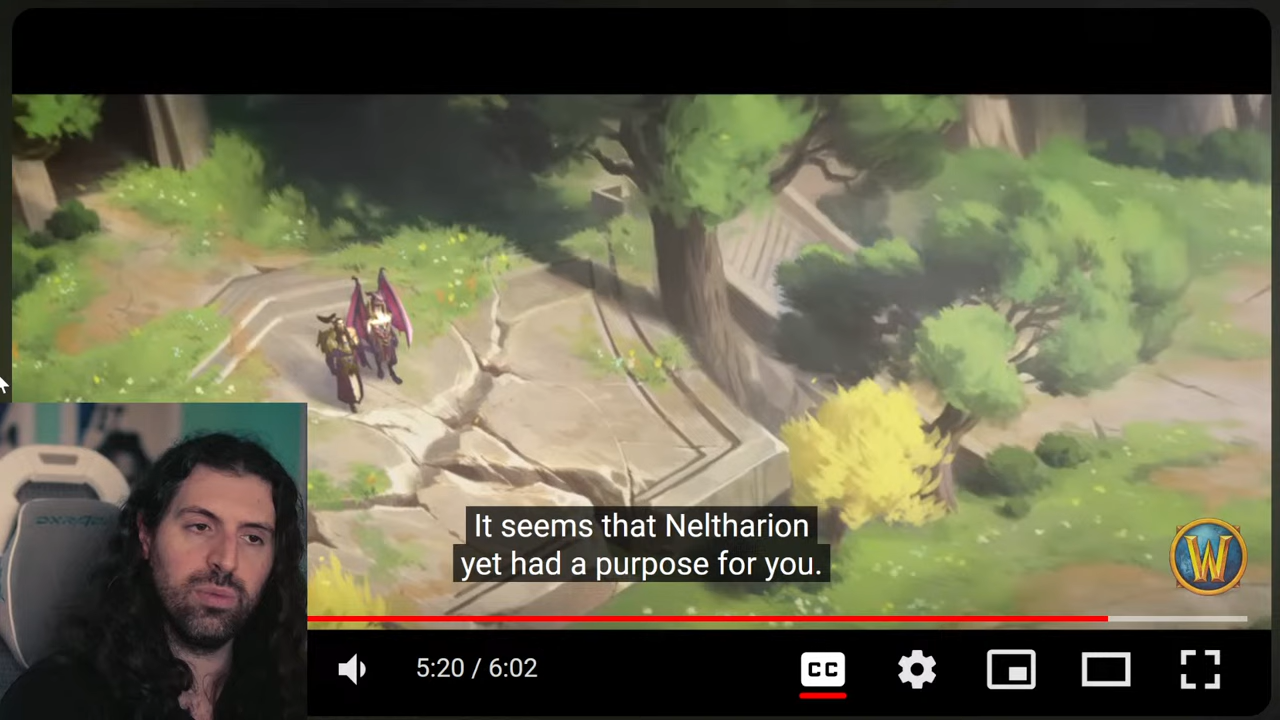 It seems that Neltharion
yet had a purpose for you.
W
5:20 / 6:02
CC